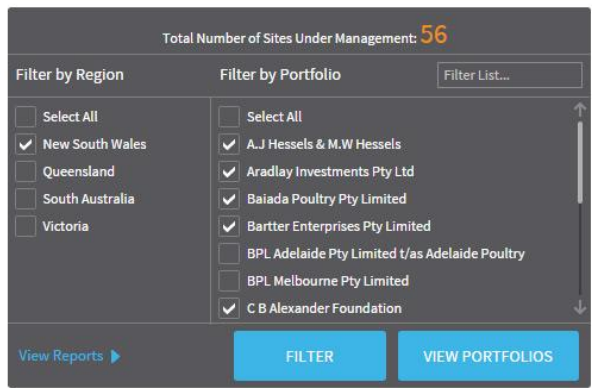 Total Number of Sites Under Management: 56
Filter by Region
Filter by Portfolio
Filter List...
Select All
New South Wales
Queensland
South Australia
Victoria
Select All
A.J Hessels & M.W Hessels
Aradlay Investments Pty Ltd
Baiada Poultry Pty Limited
Bartter Enterprises Pty Limited
BPL Adelaide Pty Limited t/as Adelaide Poultry
BPL Melbourne Pty Limited
C B Alexander Foundation
View Reports
FILTER
VIEW PORTFOLIOS